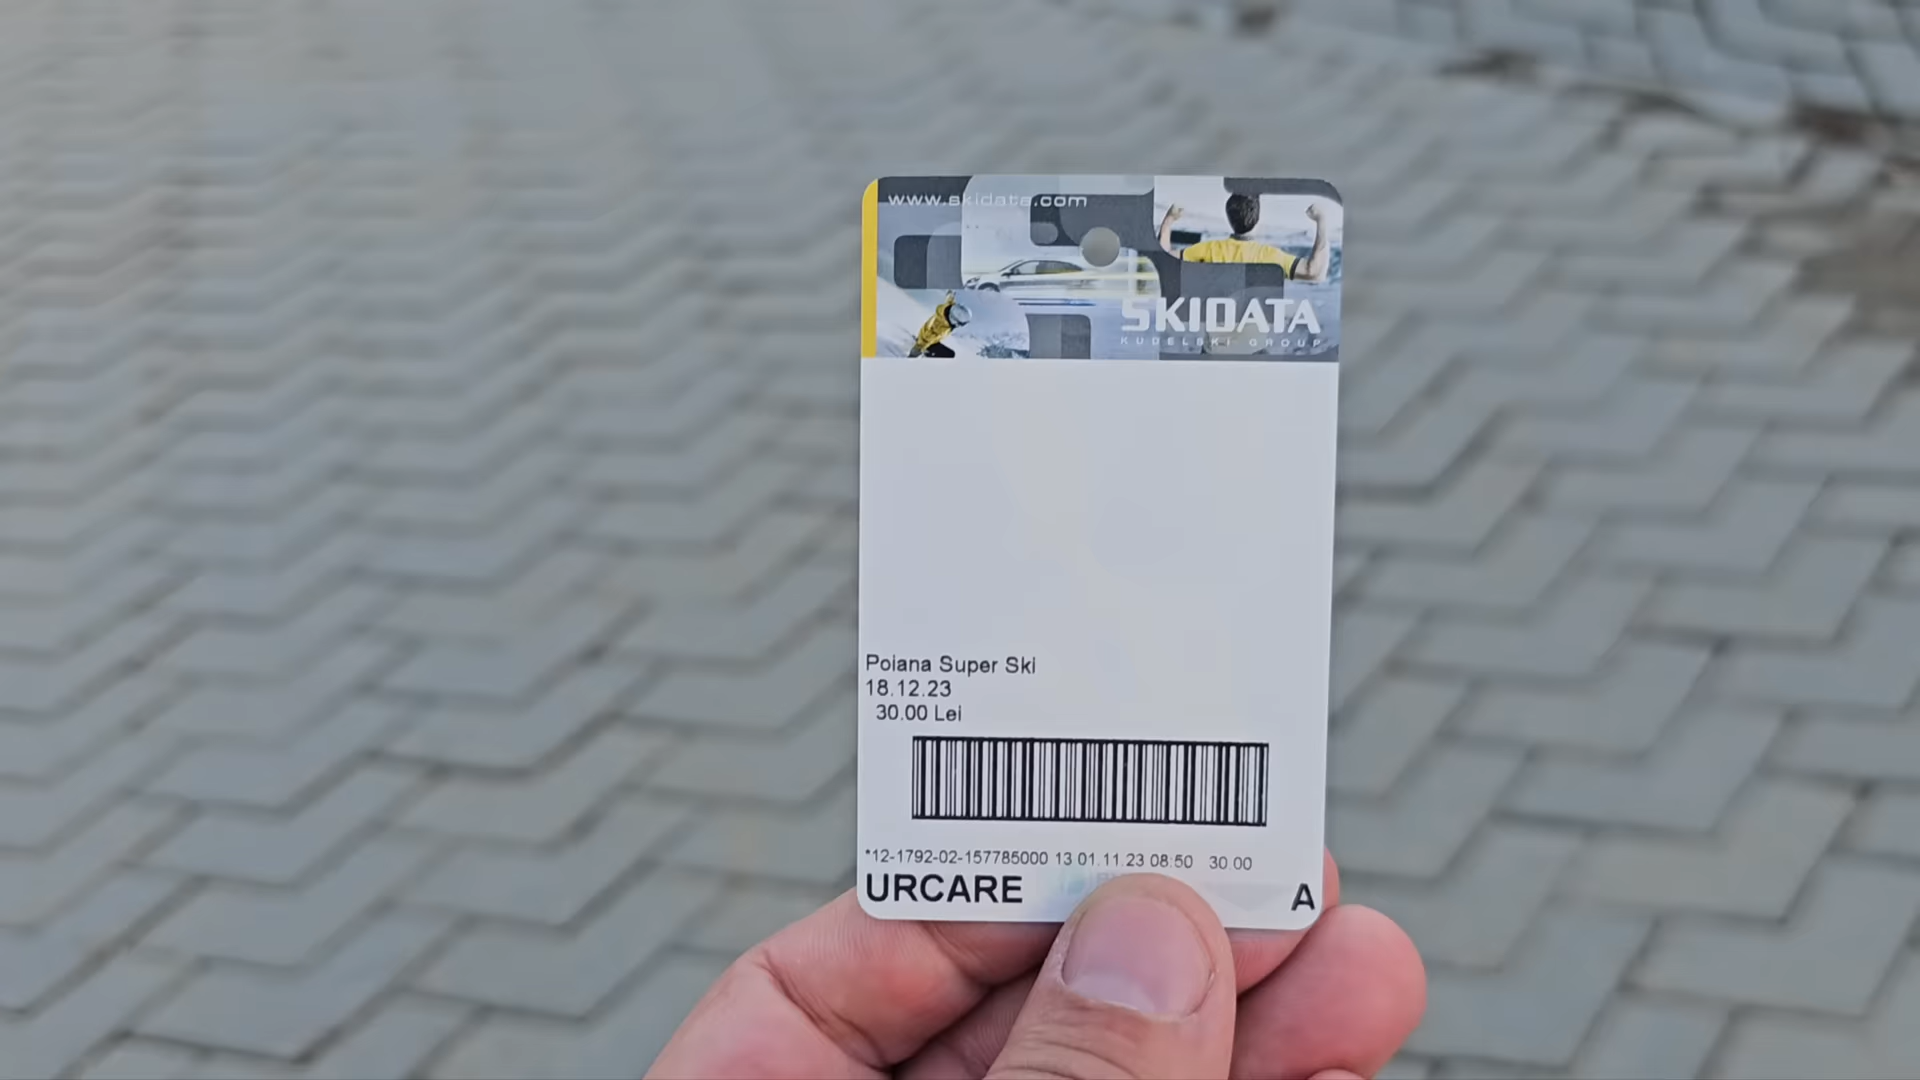 www.skidata.com
SKIDATA
KUDELSKI GROUP
Poiana Super Ski
18.12.23
30.00 Lei
*12-1792-02-157785000 13 01.11.23 08:50 30.00
URCARE A